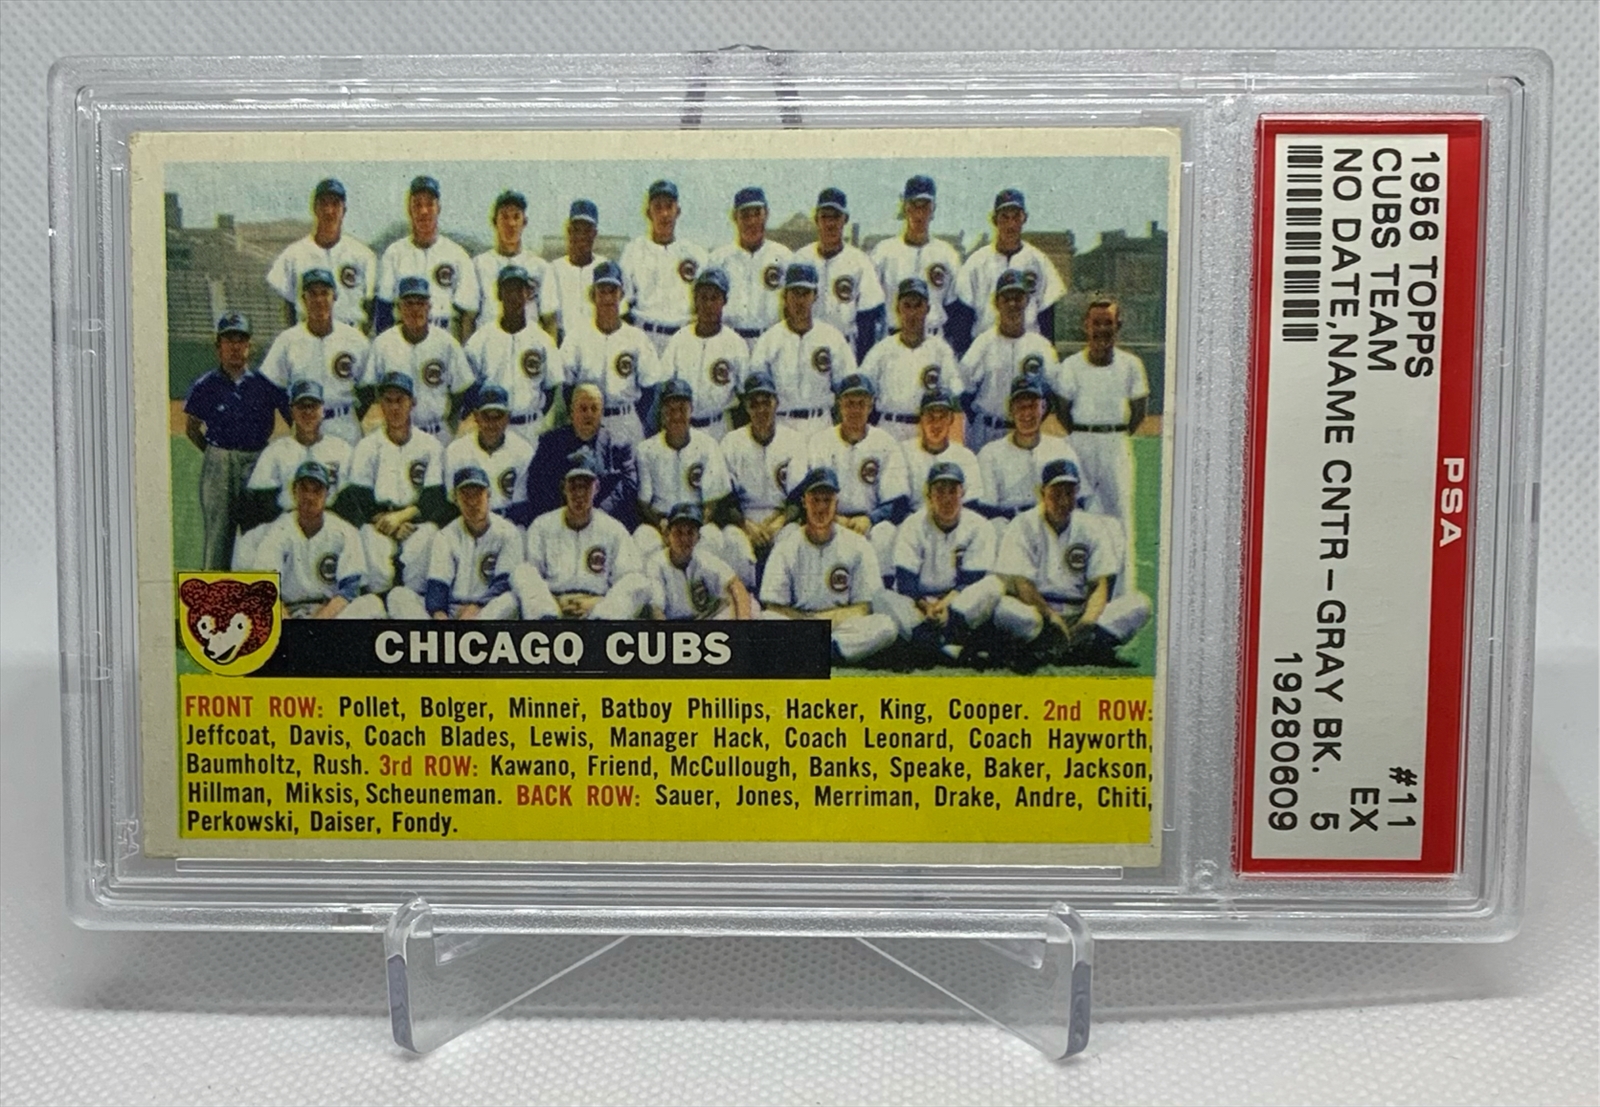 CHICAGO CUBS
FRONT ROW: Pollet, Bolger, Minner, Batboy Phillips, Hacker, King, Cooper. 2nd ROW:
Jeffcoat, Davis, Coach Blades, Lewis, Manager Hack, Coach Leonard, Coach Hayworth,
Baumholtz, Rush. 3rd ROW: Kawano, Friend, McCullough, Banks, Speake, Baker, Jackson,
Hillman, Miksis, Scheuneman. BACK ROW: Sauer, Jones, Merriman, Drake, Andre, Chiti,
Perkowski, Daiser, Fondy.
PSA
1956 TOPPS #11
CUBS TEAM EX
NO DATE,NAME CNTR-GRAY BK. 5
19280609